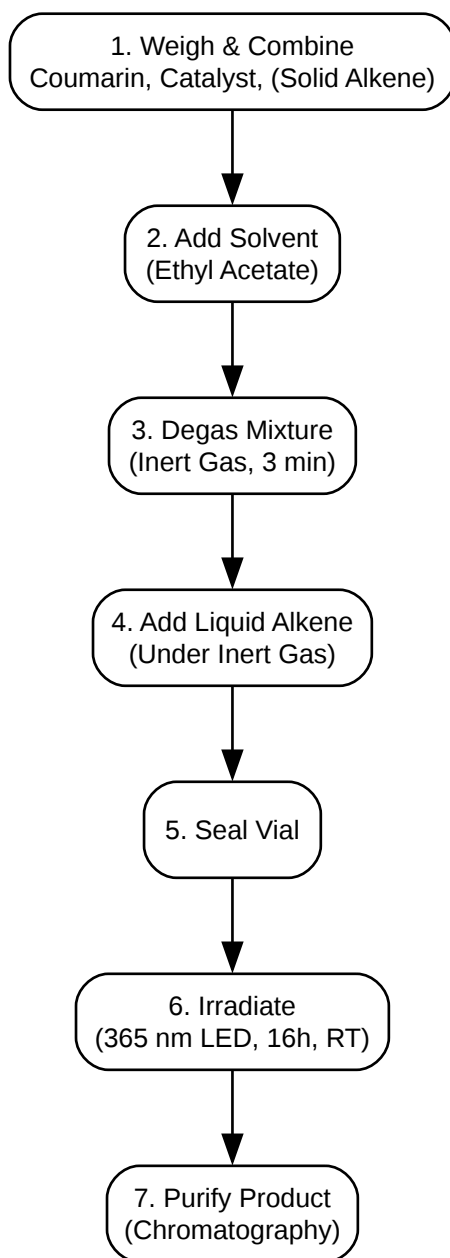 1. Weigh & Combine
Coumarin, Catalyst, (Solid Alkene)
2. Add Solvent
(Ethyl Acetate)
3. Degas Mixture
(Inert Gas, 3 min)
4. Add Liquid Alkene
(Under Inert Gas)
5. Seal Vial
6. Irradiate
(365 nm LED, 16h, RT)
7. Purify Product
(Chromatography)